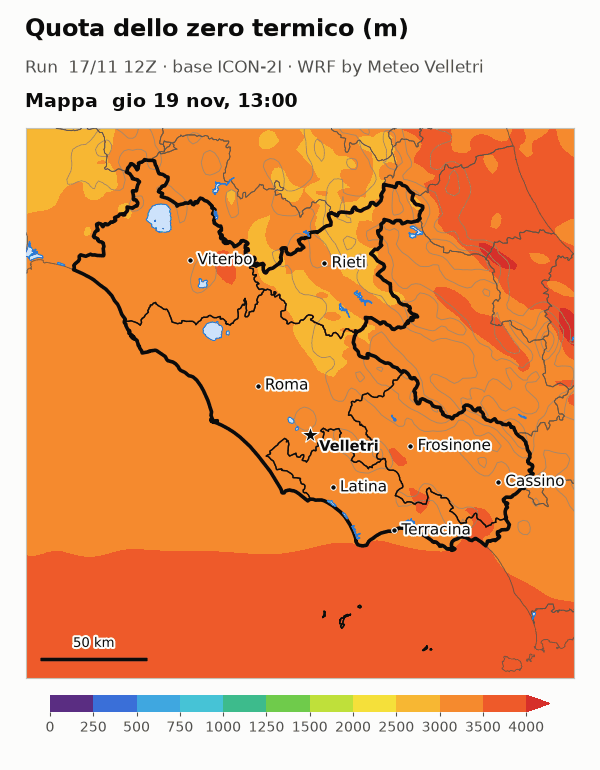 Quota dello zero termico (m)
Run  17/11 12Z · base ICON-2I · WRF by Meteo Velletri
Mappa  gio 19 nov, 13:00
Viterbo
Rieti
Roma
Velletri
Frosinone
Cassino
Latina
Terracina
50 km
0 250 500 750 1000 1250 1500 2000 2500 3000 3500 4000